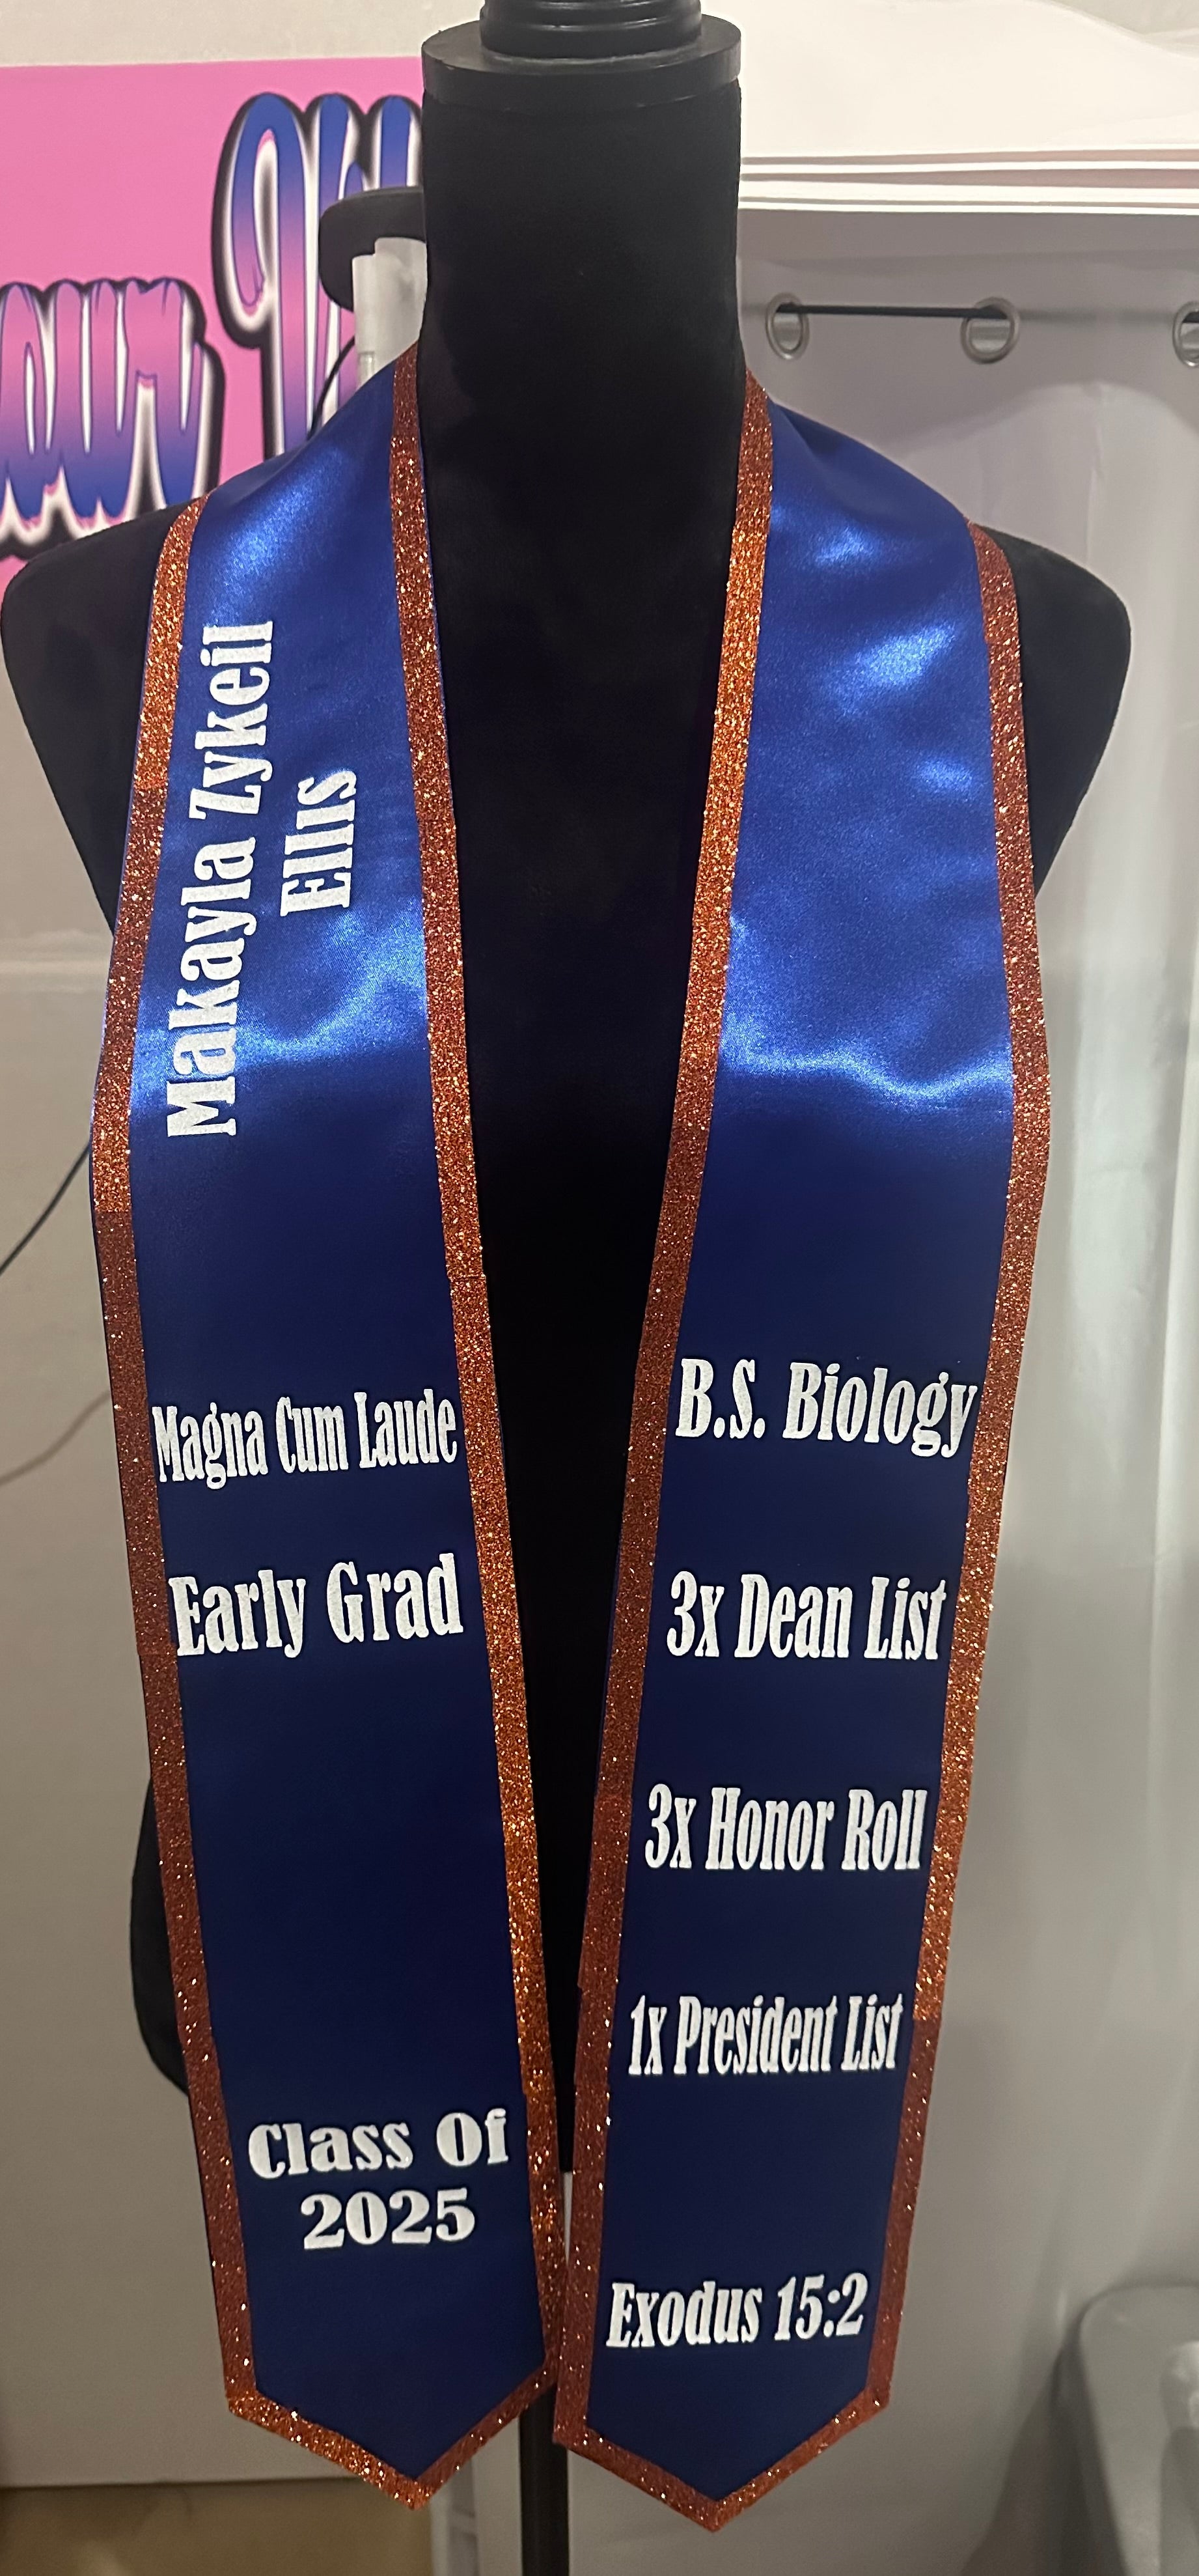 our
Makayla Zykeil
Ellis
Magna Cum Laude
Early Grad
Class Of
2025
B.S. Biology
3x Dean List
3x Honor Roll
1x President List
Exodus 15:2